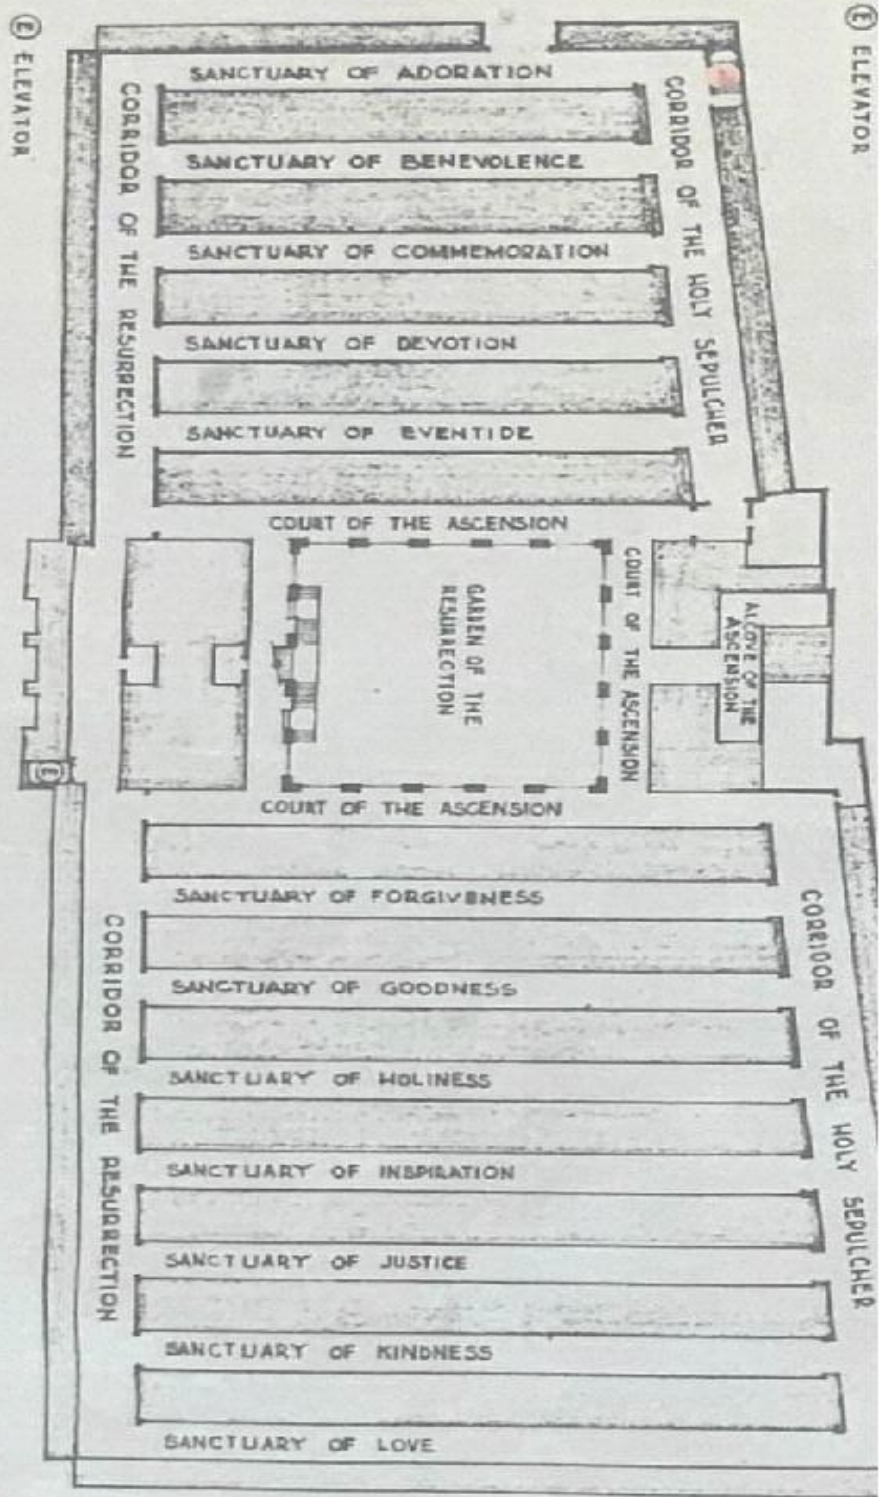 Ⓔ ELEVATOR
Ⓔ ELEVATOR
SANCTUARY OF ADORATION
CORRIDOR OF THE RESURRECTION
CORRIDOR OF THE HOLY SEPULCHER
SANCTUARY OF BENEVOLENCE
SANCTUARY OF COMMEMORATION
SANCTUARY OF DEVOTION
SANCTUARY OF EVENTIDE
COURT OF THE ASCENSION
COURT OF THE ASCENSION
GARDEN OF THE
RESURRECTION
ALCOVE OF THE
ASCENSION
Ⓔ
COURT OF THE ASCENSION
SANCTUARY OF FORGIVENESS
CORRIDOR OF THE RESURRECTION
CORRIDOR OF THE HOLY SEPULCHER
SANCTUARY OF GOODNESS
SANCTUARY OF HOLINESS
SANCTUARY OF INSPIRATION
SANCTUARY OF JUSTICE
SANCTUARY OF KINDNESS
SANCTUARY OF LOVE